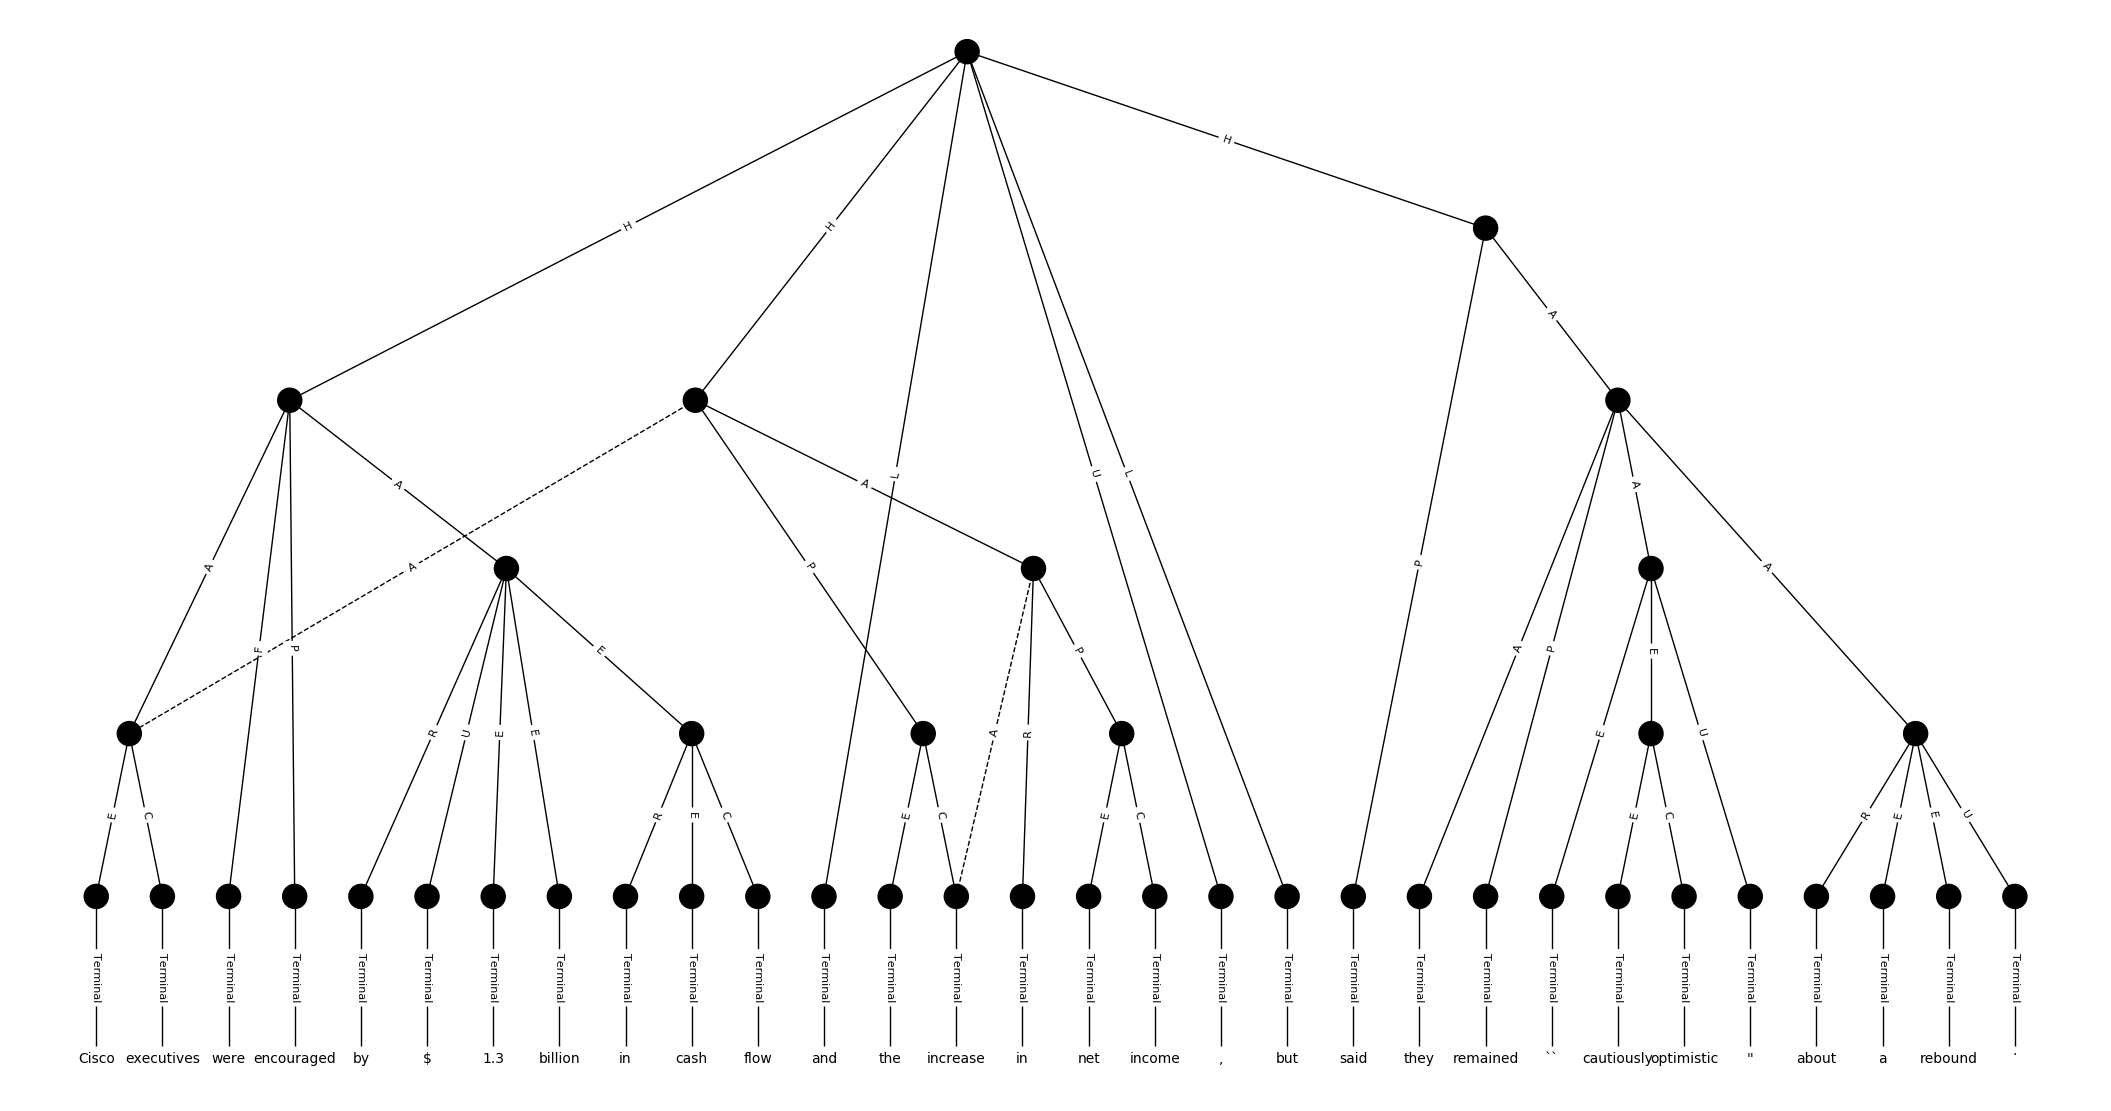 H
H H
A
A A L U L
A A P P
F P A P
R U E E A R P E U
E C R E C E C E C E C R E E U
Terminal Terminal Terminal Terminal Terminal Terminal Terminal Terminal Terminal Terminal Terminal Terminal Terminal Terminal Terminal Terminal Terminal Terminal Terminal Terminal Terminal Terminal Terminal Terminal Terminal Terminal Terminal Terminal Terminal Terminal
Cisco executives were encouraged by $ 1.3 billion in cash flow and the increase in net income , but said they remained `` cautiously optimistic " about a rebound .